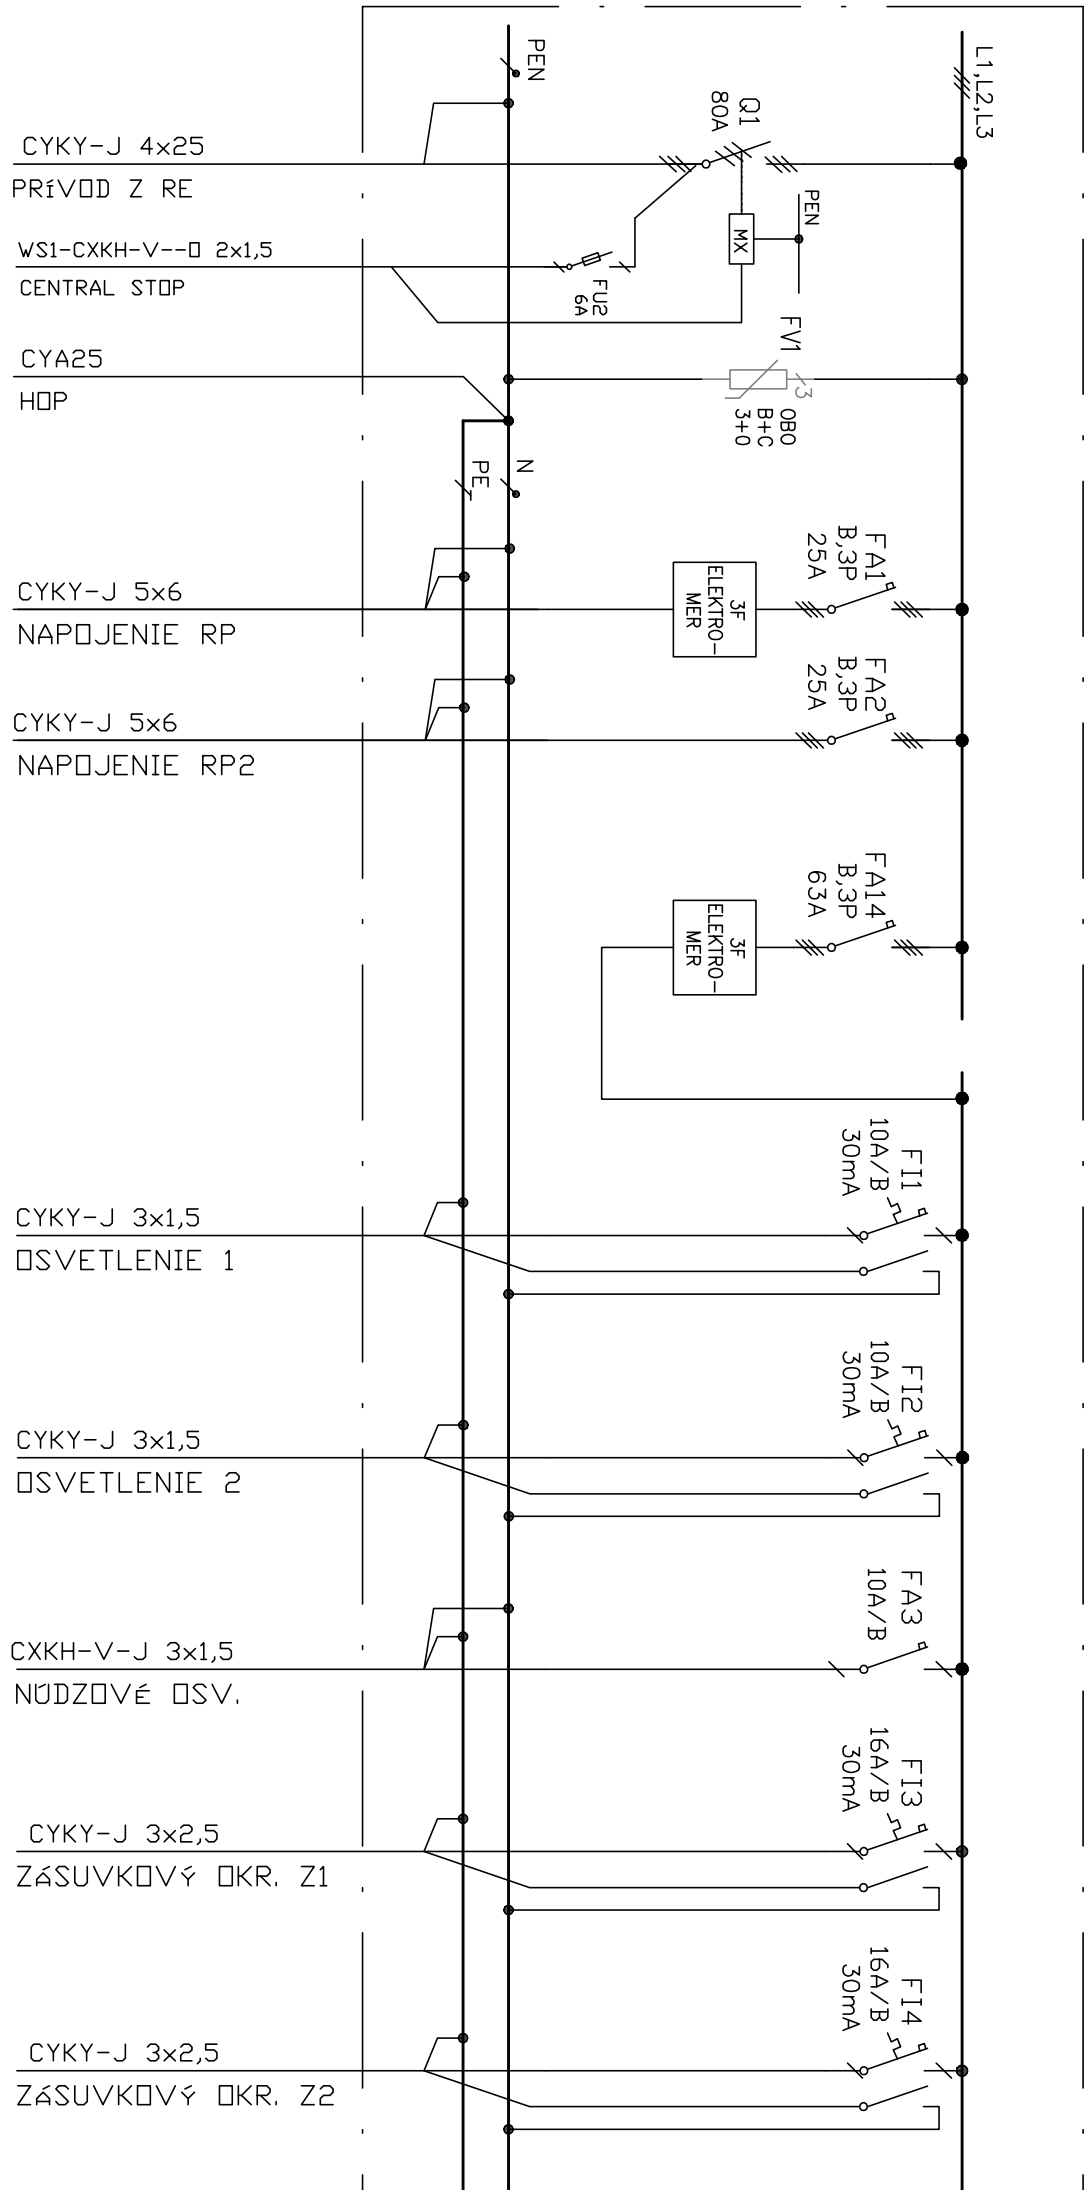 PEN
L1,L2,L3
Q1
80A
CYKY-J 4x25
PRíVOD Z RE
PEN
MX
WS1-CXKH-V--O 2x1,5
CENTRAL STOP
FU2
6A
FV1
3
OBO
B+C
3+0
CYA25
HOP
PE
N
FA1
B,3P
25A
3F
ELEKTRO-
MER
CYKY-J 5x6
NAPOJENIE RP
FA2
B,3P
25A
CYKY-J 5x6
NAPOJENIE RP2
FA14
B,3P
63A
3F
ELEKTRO-
MER
FI1
10A/B
30mA
CYKY-J 3x1,5
OSVETLENIE 1
FI2
10A/B
30mA
CYKY-J 3x1,5
OSVETLENIE 2
FA3
10A/B
CXKH-V-J 3x1,5
NÚDZOVÉ OSV.
FI3
16A/B
30mA
CYKY-J 3x2,5
ZÁSUVKOVÝ OKR. Z1
FI4
16A/B
30mA
CYKY-J 3x2,5
ZÁSUVKOVÝ OKR. Z2